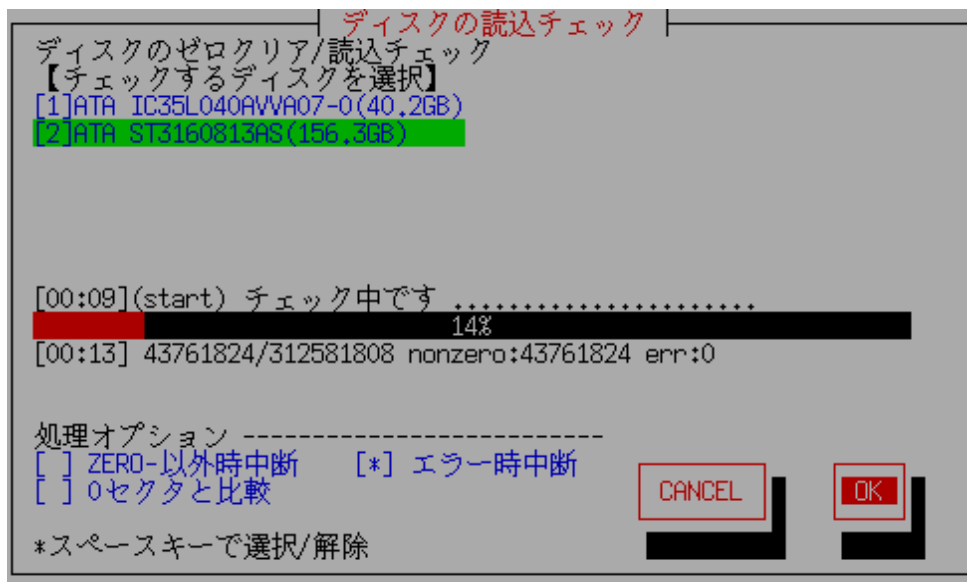 ディスクの読込チェック
ディスクのゼロクリア/読込チェック
【チェックするディスクを選択】
[1]ATA IC35L040AVVA07-0(40.2GB)
[2]ATA ST3160813AS(156.3GB)
[00:09](start) チェック中です ......................
14%
[00:13] 43761824/312581808 nonzero:43761824 err:0
処理オプション --------------------------
[ ] ZERO-以外時中断 [*] エラー時中断
[ ] 0セクタと比較
CANCEL OK
*スペースキーで選択/解除